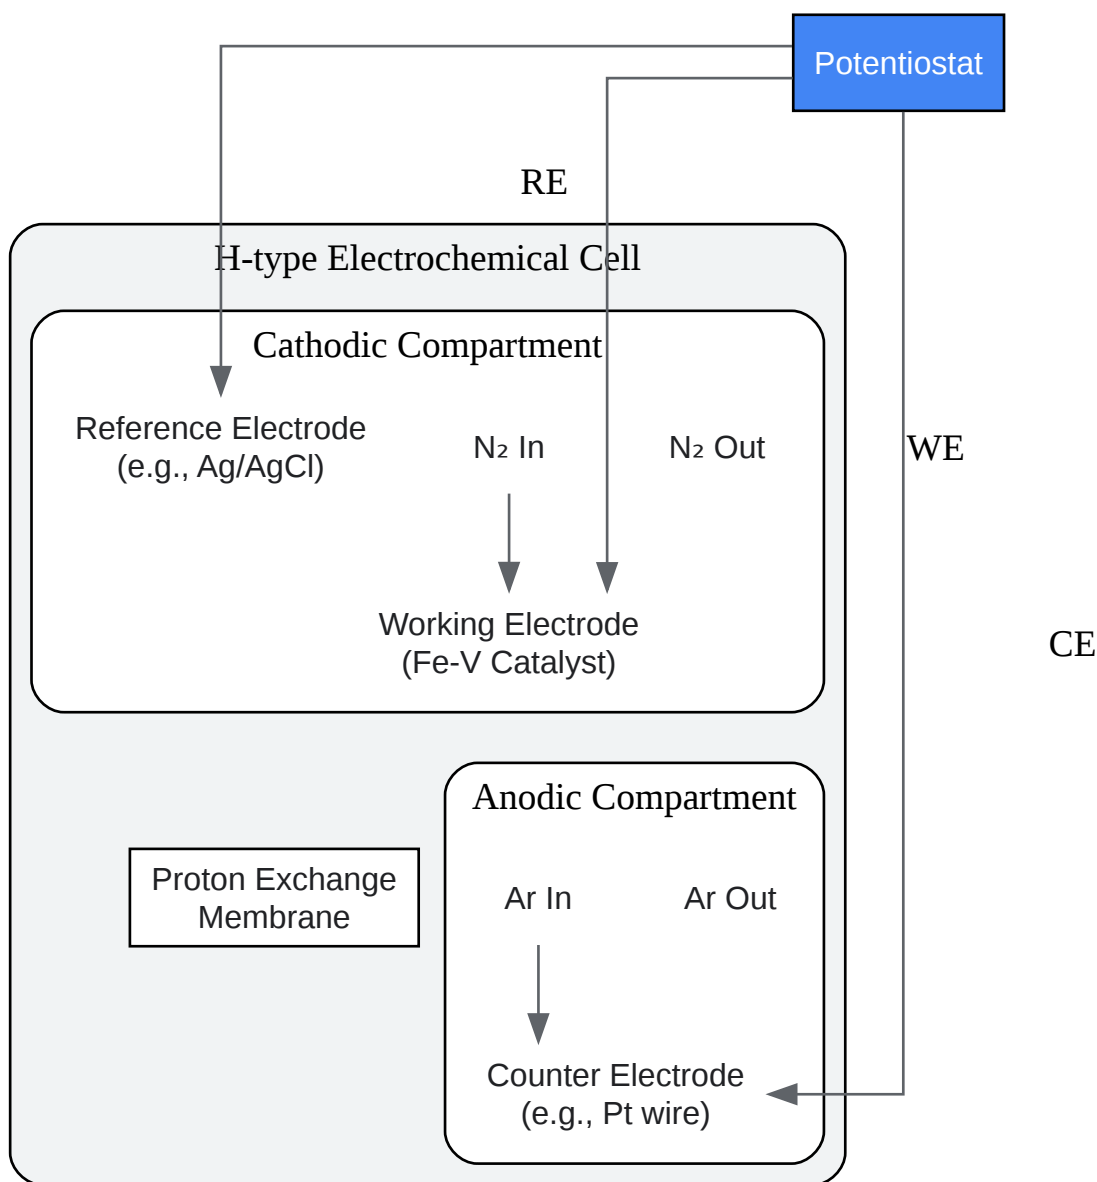 Potentiostat
RE
H-type Electrochemical Cell
Cathodic Compartment
Reference Electrode
(e.g., Ag/AgCl)
N₂ In
N₂ Out
WE
Working Electrode
(Fe-V Catalyst)
CE
Anodic Compartment
Proton Exchange
Membrane
Ar In
Ar Out
Counter Electrode
(e.g., Pt wire)